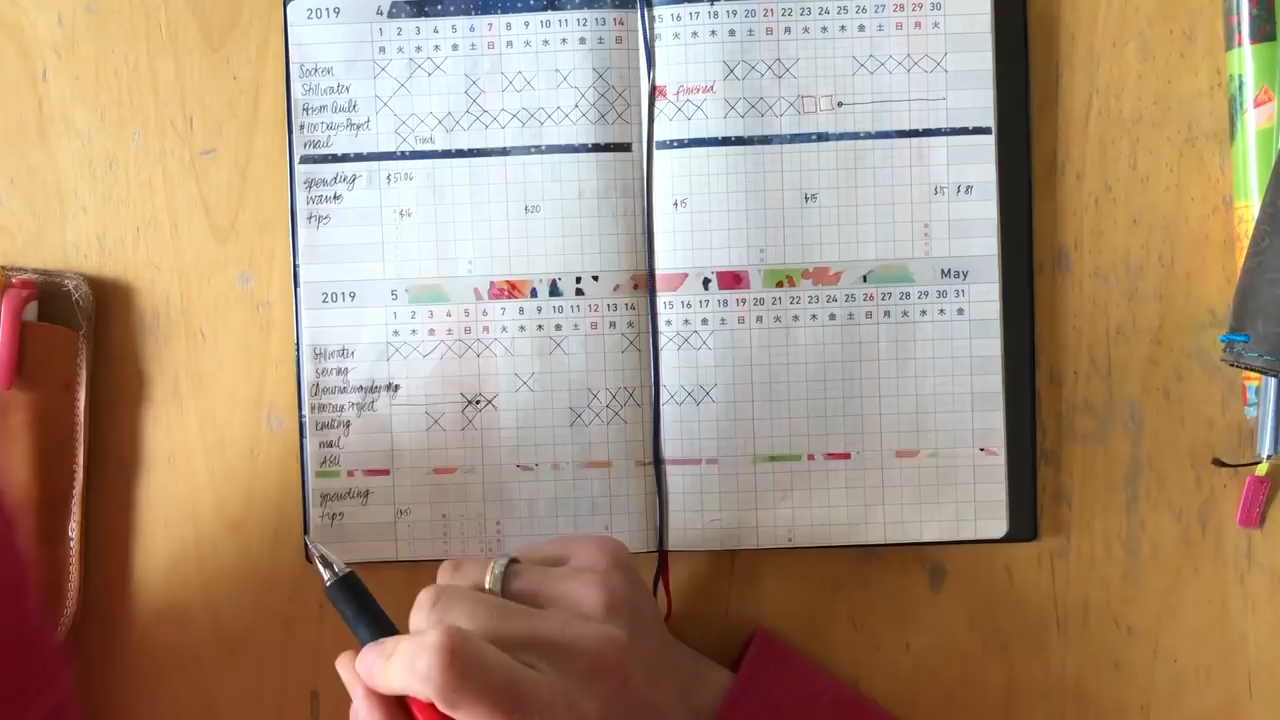 2019 4
1 2 3 4 5 6 7 8 9 10 11 12 13 14 15 16 17 18 19 20 21 22 23 24 25 26 27 28 29 30
月 火 水 木 金 土 日 月 火 水 木 金 土 日 月 火 水 木 金 土 日 月 火 水 木 金 土 日 月 火
Socken
Stillwater
finished
Prism Quilt
#100DaysProject
mail
spending $51.06
wants $15 $81
tips $16 $20 $15 $15
May
2019 5
1 2 3 4 5 6 7 8 9 10 11 12 13 14 15 16 17 18 19 20 21 22 23 24 25 26 27 28 29 30 31
水 木 金 土 日 月 火 水 木 金 土 日 月 火 水 木 金 土 日 月 火 水 木 金 土 日 月 火 水 木 金
Stillwater
sewing
#100DaysProject
knitting
mail
spending
tips ($15)